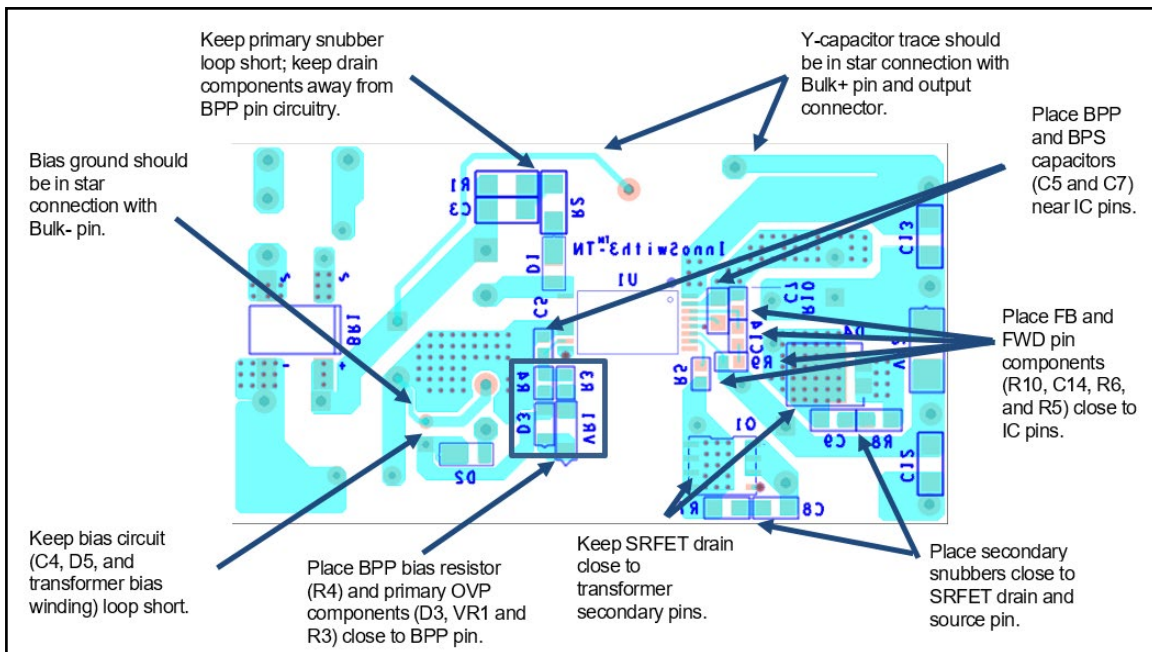 Keep primary snubber
loop short; keep drain
components away from
BPP pin circuitry.
Y-capacitor trace should
be in star connection with
Bulk+ pin and output
connector.
Place BPP
and BPS
capacitors
(C5 and C7)
near IC pins.
Bias ground should
be in star
connection with
Bulk- pin.
R1
C3
R2
D1
InnoSwitch3-TN™
U1
C5
C7
R10
C13
BR1
-
+
C14
R6
D4
R5
R4
R3
D3
VR1
D2
Q1
C9
R8
C12
C8
Place FB and
FWD pin
components
(R10, C14, R6,
and R5) close to
IC pins.
Keep bias circuit
(C4, D5, and
transformer bias
winding) loop short.
Place BPP bias resistor
(R4) and primary OVP
components (D3, VR1 and
R3) close to BPP pin.
Keep SRFET drain
close to
transformer
secondary pins.
Place secondary
snubbers close to
SRFET drain and
source pin.